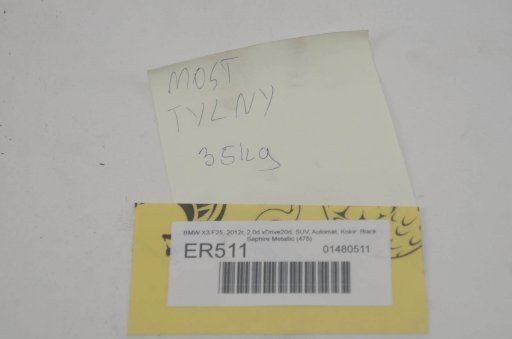 MOST
TYLNY
35kg
BMW X3 F25, 2012r, 2.0d xDrive20d, SUV, Automat, Kolor: Black
Saphire Metallic (475)
ER511
01480511